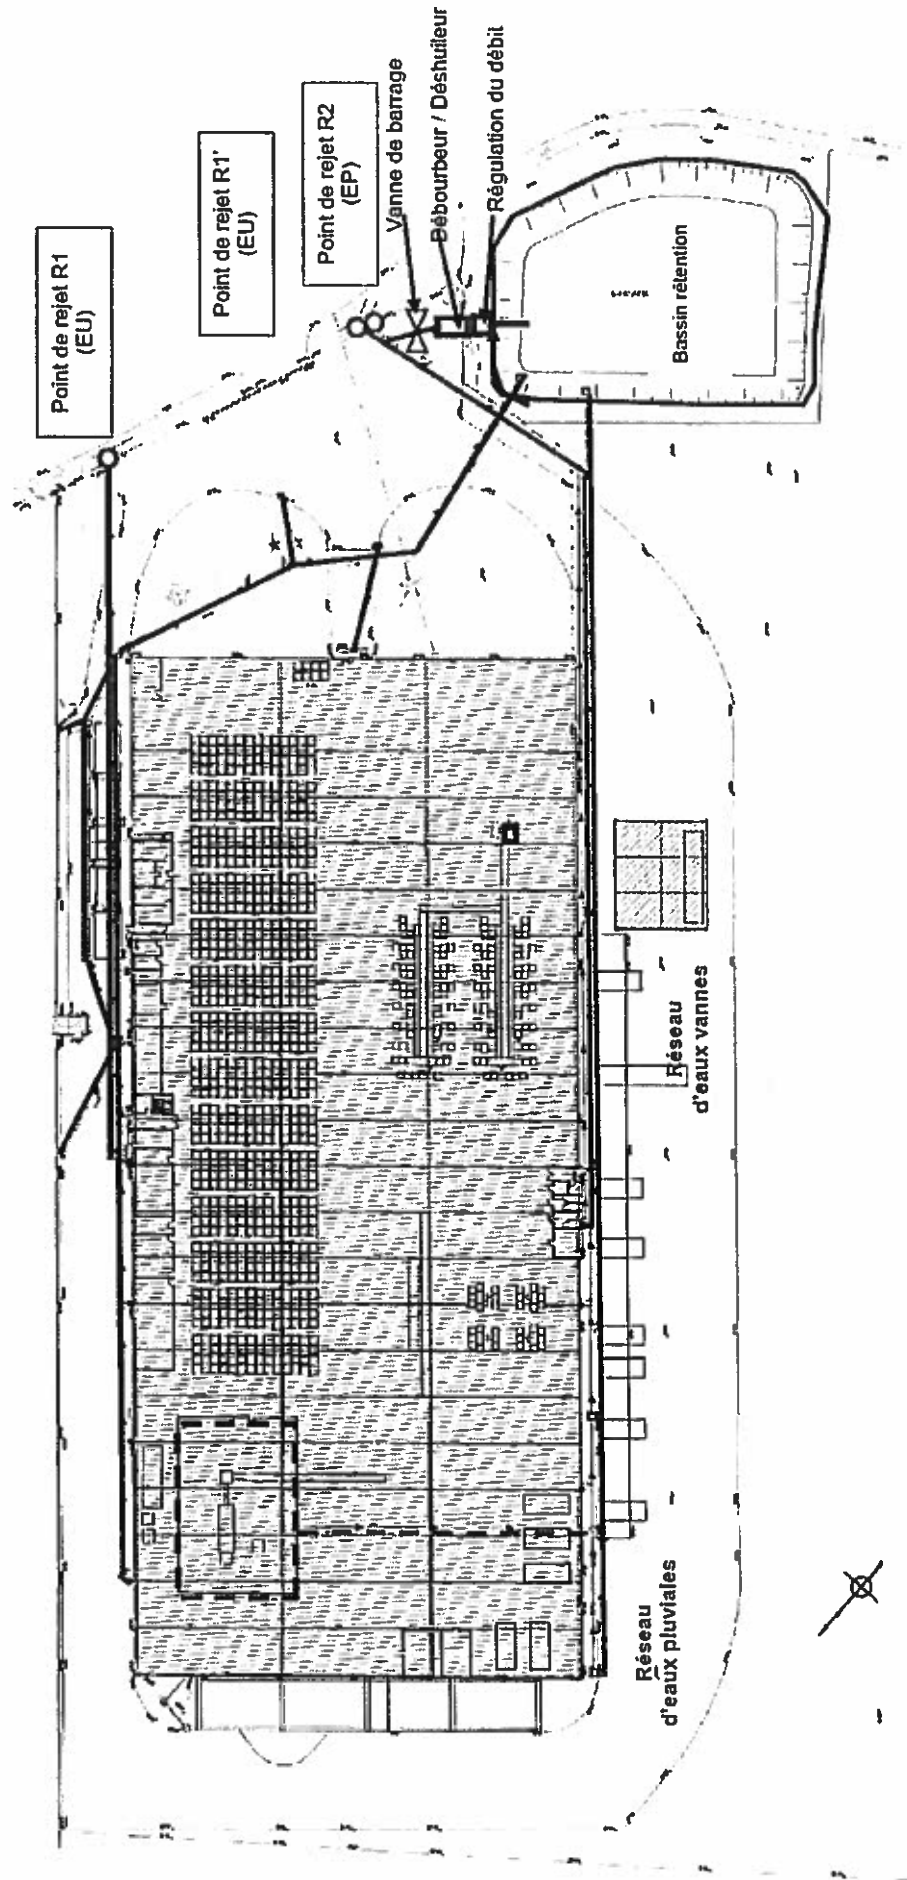 Point de rejet R1
(EU)
Point de rejet R1'
(EU)
Point de rejet R2
(EP)
Vanne de barrage
Débourbeur / Déshuileur
Régulation du débit
Bassin rétention
Réseau
d'eaux vannes
Réseau
d'eaux pluviales